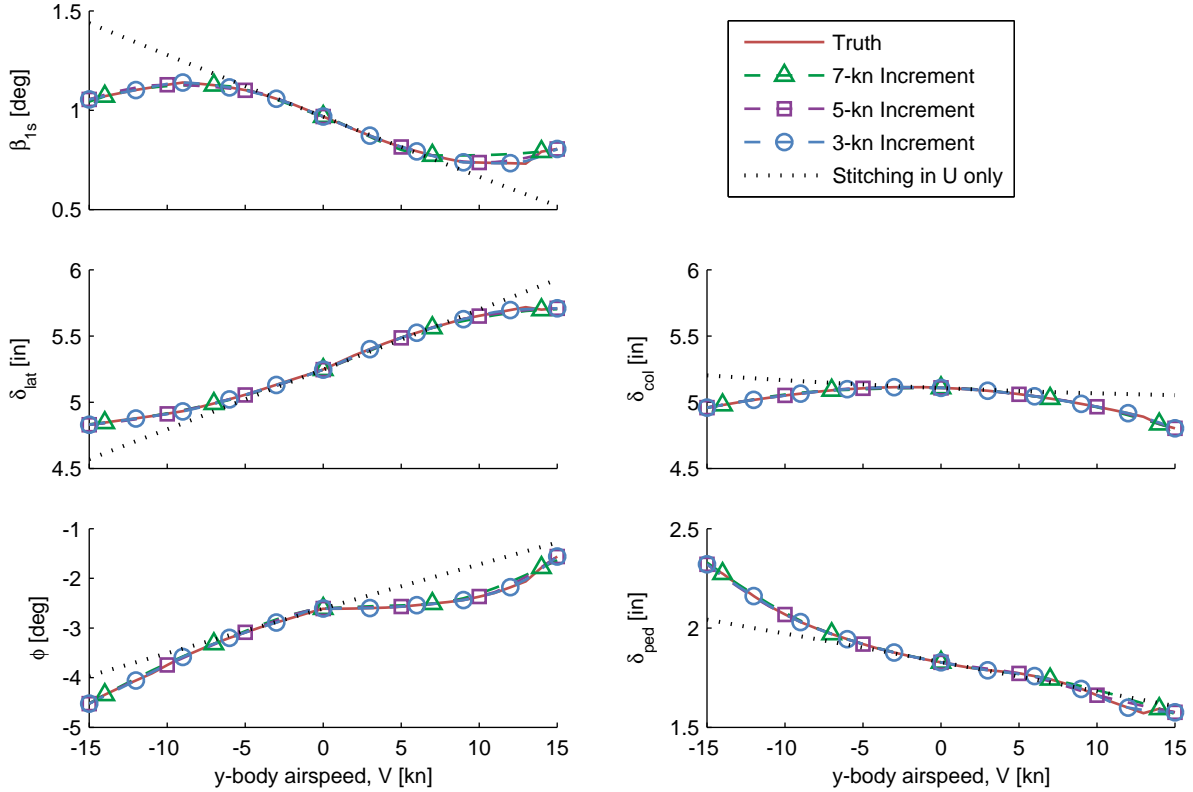 1.5
1
0.5
β1s [deg]
Truth
7-kn Increment
5-kn Increment
3-kn Increment
Stitching in U only
6
5.5
5
4.5
δlat [in]
6
5.5
5
4.5
δcol [in]
-1
-2
-3
-4
-5
ϕ [deg]
-15 -10 -5 0 5 10 15
y-body airspeed, V [kn]
2.5
2
1.5
δped [in]
-15 -10 -5 0 5 10 15
y-body airspeed, V [kn]